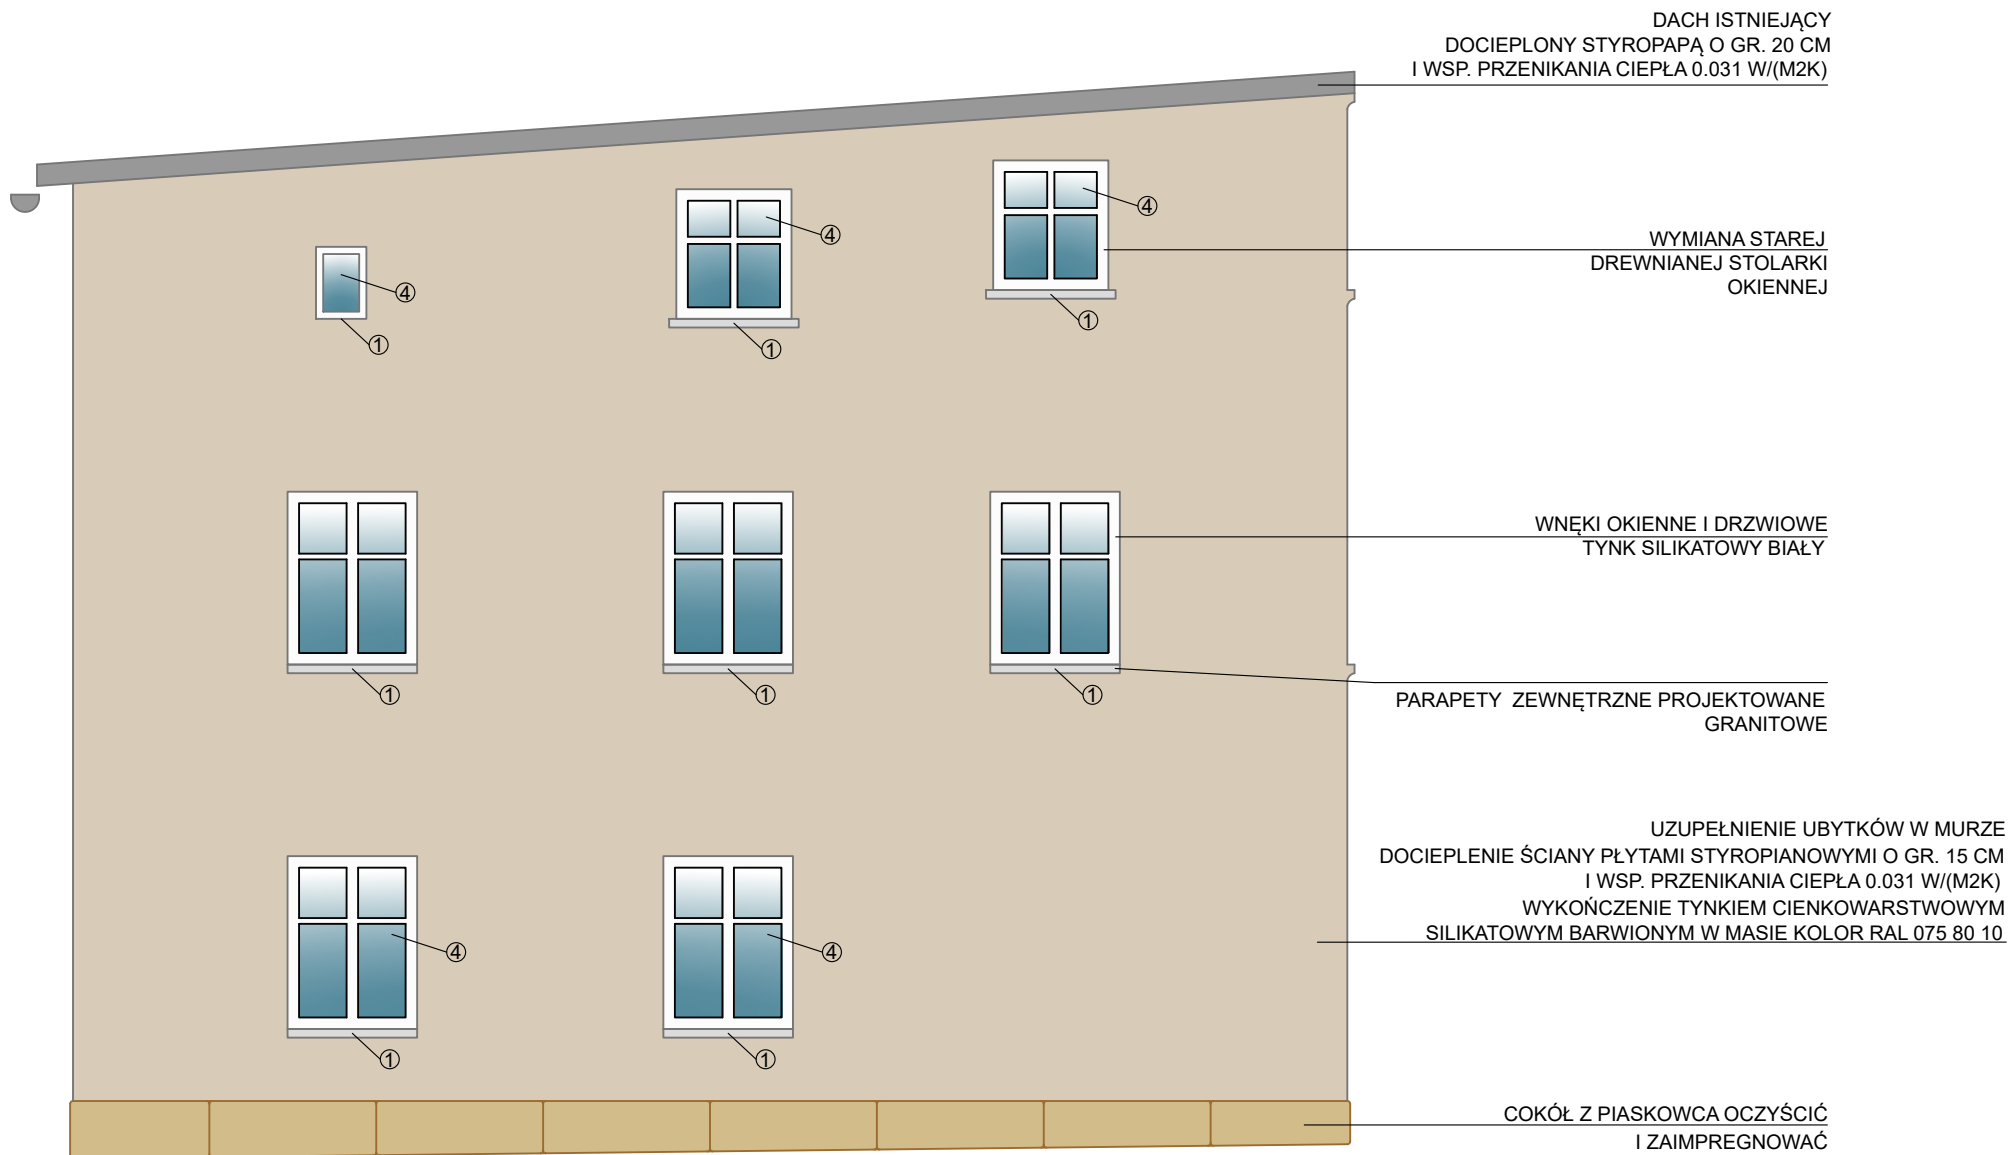 DACH ISTNIEJĄCY
DOCIEPLONY STYROPAPĄ O GR. 20 CM
I WSP. PRZENIKANIA CIEPŁA 0.031 W/(M2K)
④
④
④
WYMIANA STAREJ
DREWNIANEJ STOLARKI
OKIENNEJ
①
①
①
WNĘKI OKIENNE I DRZWIOWE
TYNK SILIKATOWY BIAŁY
①
①
①
PARAPETY ZEWNĘTRZNE PROJEKTOWANE
GRANITOWE
UZUPEŁNIENIE UBYTKÓW W MURZE
DOCIEPLENIE ŚCIANY PŁYTAMI STYROPIANOWYMI O GR. 15 CM
I WSP. PRZENIKANIA CIEPŁA 0.031 W/(M2K)
WYKOŃCZENIE TYNKIEM CIENKOWARSTWOWYM
SILIKATOWYM BARWIONYM W MASIE KOLOR RAL 075 80 10
④
④
①
①
COKÓŁ Z PIASKOWCA OCZYŚCIĆ
I ZAIMPREGNOWAĆ